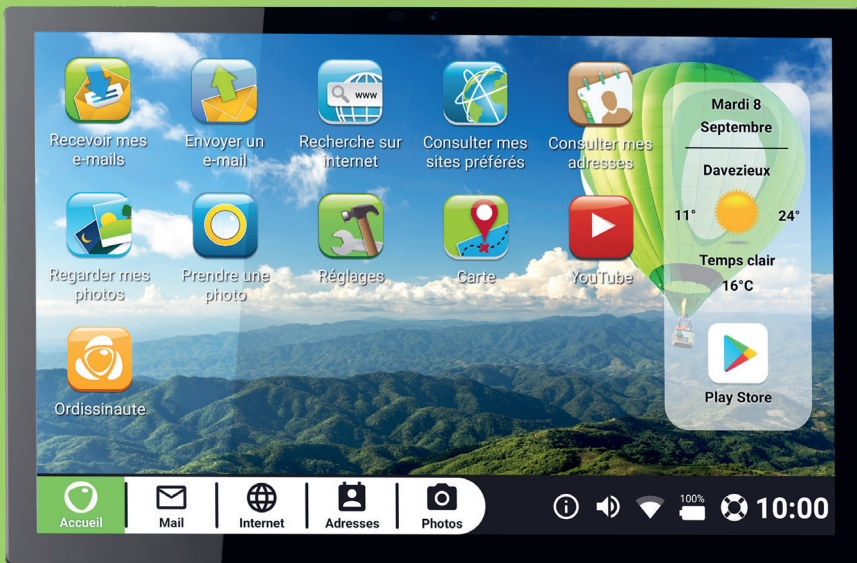 Recevoir mes
e-mails
Envoyer un
e-mail
www
Recherche sur
internet
Consulter mes
sites préférés
Consulter mes
adresses
Regarder mes
photos
Prendre une
photo
Réglages
Carte
YouTube
Ordissinaute
Mardi 8
Septembre
Davezieux
11° 24°
Temps clair
16°C
Play Store
Accueil
Mail
Internet
Adresses
Photos
100%
10:00